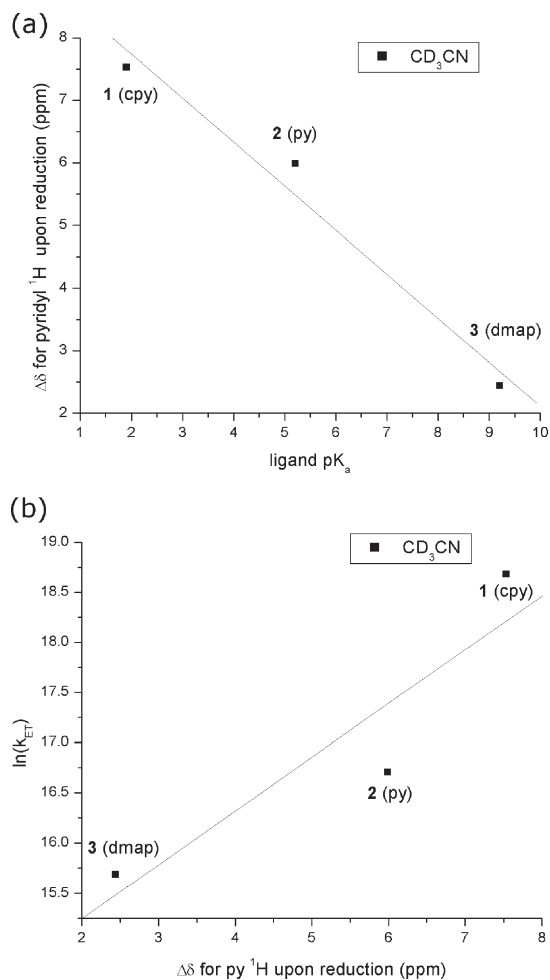 (a)
CD₃CN
8
7
6
5
4
3
2
1 (cpy)
2 (py)
3 (dmap)
Δδ for pyridyl ¹H upon reduction (ppm)
1 2 3 4 5 6 7 8 9 10
ligand pKₐ
(b)
CD₃CN
19.0
18.5
18.0
17.5
17.0
16.5
16.0
15.5
1 (cpy)
2 (py)
3 (dmap)
ln(k_ET)
2 3 4 5 6 7 8
Δδ for py ¹H upon reduction (ppm)